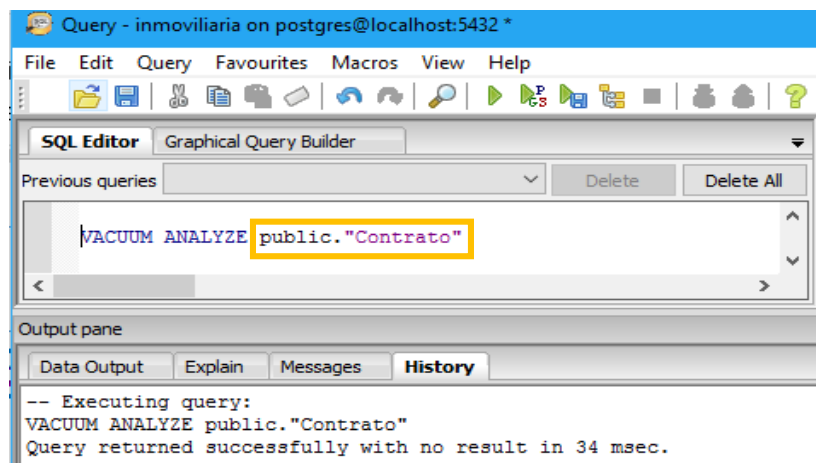 Query - inmoviliaria on postgres@localhost:5432 *
File Edit Query Favourites Macros View Help
SQL Editor Graphical Query Builder
Previous queries Delete Delete All
VACUUM ANALYZE public."Contrato"
Output pane
Data Output Explain Messages History
-- Executing query:
VACUUM ANALYZE public."Contrato"
Query returned successfully with no result in 34 msec.